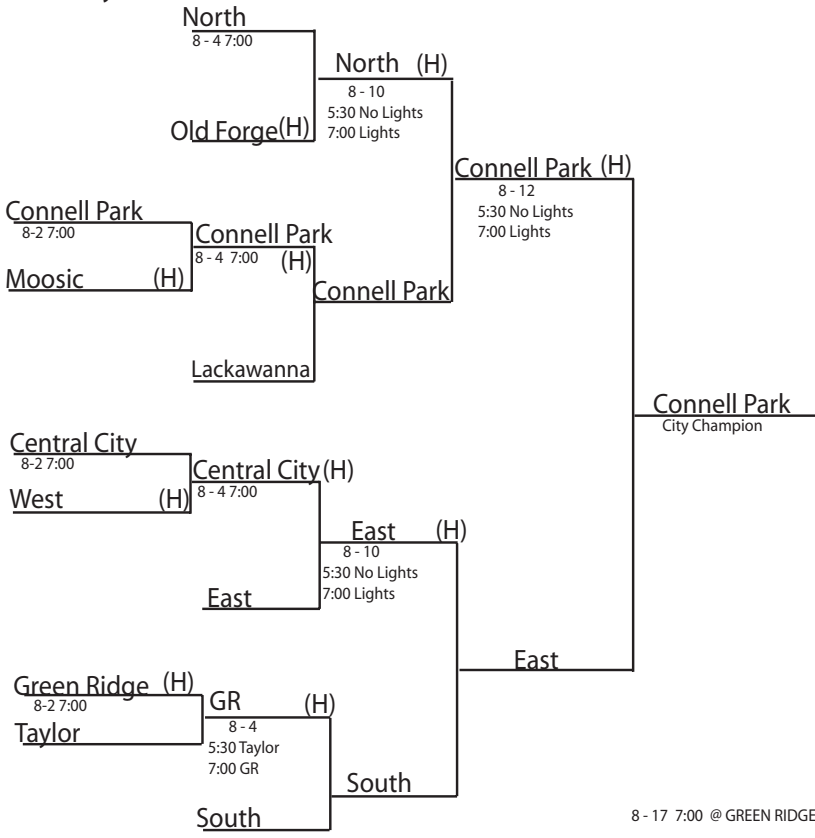 North
8 - 4 7:00
North (H)
8 - 10
5:30 No Lights
7:00 Lights
Old Forge (H)
Connell Park (H)
8 - 12
5:30 No Lights
7:00 Lights
Connell Park
8-2 7:00
Connell Park
8 - 4 7:00 (H)
Moosic (H)
Connell Park
Lackawanna
Connell Park
City Champion
Central City
8-2 7:00
Central City (H)
8 - 4 7:00
West (H)
East (H)
8 - 10
5:30 No Lights
7:00 Lights
East
East
Green Ridge (H)
8-2 7:00
GR (H)
8 - 4
5:30 Taylor
7:00 GR
Taylor
South
South
8 - 17 7:00 @ GREEN RIDGE